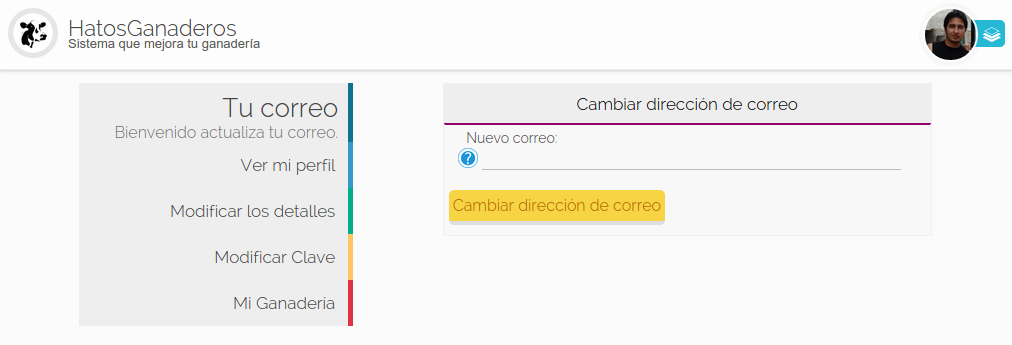 HatosGanaderos
Sistema que mejora tu ganadería
Tu correo
Bienvenido actualiza tu correo.
Ver mi perfil
Modificar los detalles
Modificar Clave
Mi Ganadería
Cambiar dirección de correo
Nuevo correo:
?
Cambiar dirección de correo